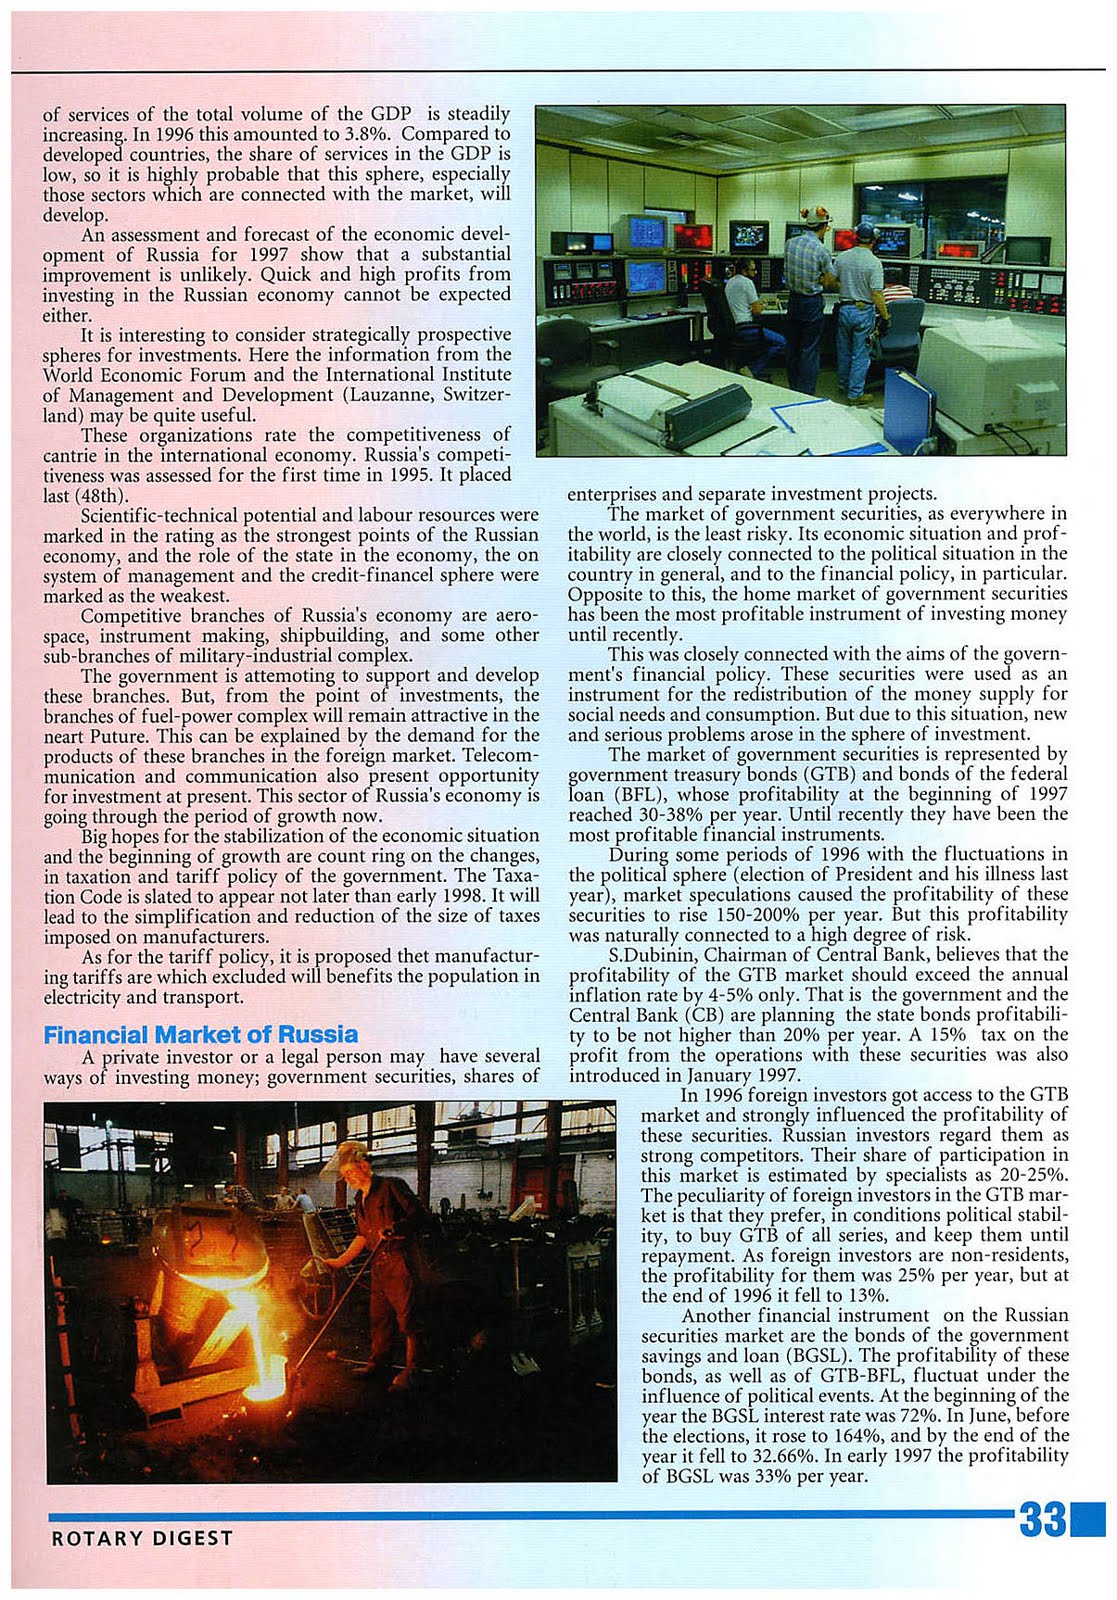 of services of the total volume of the GDP is steadily
increasing. In 1996 this amounted to 3.8%. Compared to
developed countries, the share of services in the GDP is
low, so it is highly probable that this sphere, especially
those sectors which are connected with the market, will
develop.
An assessment and forecast of the economic devel-
opment of Russia for 1997 show that a substantial
improvement is unlikely. Quick and high profits from
investing in the Russian economy cannot be expected
either.
It is interesting to consider strategically prospective
spheres for investments. Here the information from the
World Economic Forum and the International Institute
of Management and Development (Lauzanne, Switzer-
land) may be quite useful.
These organizations rate the competitiveness of
cantrie in the international economy. Russia's competi-
tiveness was assessed for the first time in 1995. It placed
last (48th).
Scientific-technical potential and labour resources were
marked in the rating as the strongest points of the Russian
economy, and the role of the state in the economy, the on
system of management and the credit-financel sphere were
marked as the weakest.
Competitive branches of Russia's economy are aero-
space, instrument making, shipbuilding, and some other
sub-branches of military-industrial complex.
The government is attemoting to support and develop
these branches. But, from the point of investments, the
branches of fuel-power complex will remain attractive in the
neart Puture. This can be explained by the demand for the
products of these branches in the foreign market. Telecom-
munication and communication also present opportunity
for investment at present. This sector of Russia's economy is
going through the period of growth now.
Big hopes for the stabilization of the economic situation
and the beginning of growth are count ring on the changes,
in taxation and tariff policy of the government. The Taxa-
tion Code is slated to appear not later than early 1998. It will
lead to the simplification and reduction of the size of taxes
imposed on manufacturers.
As for the tariff policy, it is proposed thet manufactur-
ing tariffs are which excluded will benefits the population in
electricity and transport.
Financial Market of Russia
A private investor or a legal person may have several
ways of investing money; government securities, shares of
enterprises and separate investment projects.
The market of government securities, as everywhere in
the world, is the least risky. Its economic situation and prof-
itability are closely connected to the political situation in the
country in general, and to the financial policy, in particular.
Opposite to this, the home market of government securities
has been the most profitable instrument of investing money
until recently.
This was closely connected with the aims of the govern-
ment's financial policy. These securities were used as an
instrument for the redistribution of the money supply for
social needs and consumption. But due to this situation, new
and serious problems arose in the sphere of investment.
The market of government securities is represented by
government treasury bonds (GTB) and bonds of the federal
loan (BFL), whose profitability at the beginning of 1997
reached 30-38% per year. Until recently they have been the
most profitable financial instruments.
During some periods of 1996 with the fluctuations in
the political sphere (election of President and his illness last
year), market speculations caused the profitability of these
securities to rise 150-200% per year. But this profitability
was naturally connected to a high degree of risk.
S.Dubinin, Chairman of Central Bank, believes that the
profitability of the GTB market should exceed the annual
inflation rate by 4-5% only. That is the government and the
Central Bank (CB) are planning the state bonds profitabili-
ty to be not higher than 20% per year. A 15% tax on the
profit from the operations with these securities was also
introduced in January 1997.
In 1996 foreign investors got access to the GTB
market and strongly influenced the profitability of
these securities. Russian investors regard them as
strong competitors. Their share of participation in
this market is estimated by specialists as 20-25%.
The peculiarity of foreign investors in the GTB mar-
ket is that they prefer, in conditions political stabil-
ity, to buy GTB of all series, and keep them until
repayment. As foreign investors are non-residents,
the profitability for them was 25% per year, but at
the end of 1996 it fell to 13%.
Another financial instrument on the Russian
securities market are the bonds of the government
savings and loan (BGSL). The profitability of these
bonds, as well as of GTB-BFL, fluctuat under the
influence of political events. At the beginning of the
year the BGSL interest rate was 72%. In June, before
the elections, it rose to 164%, and by the end of the
year it fell to 32.66%. In early 1997 the profitability
of BGSL was 33% per year.
ROTARY DIGEST
33